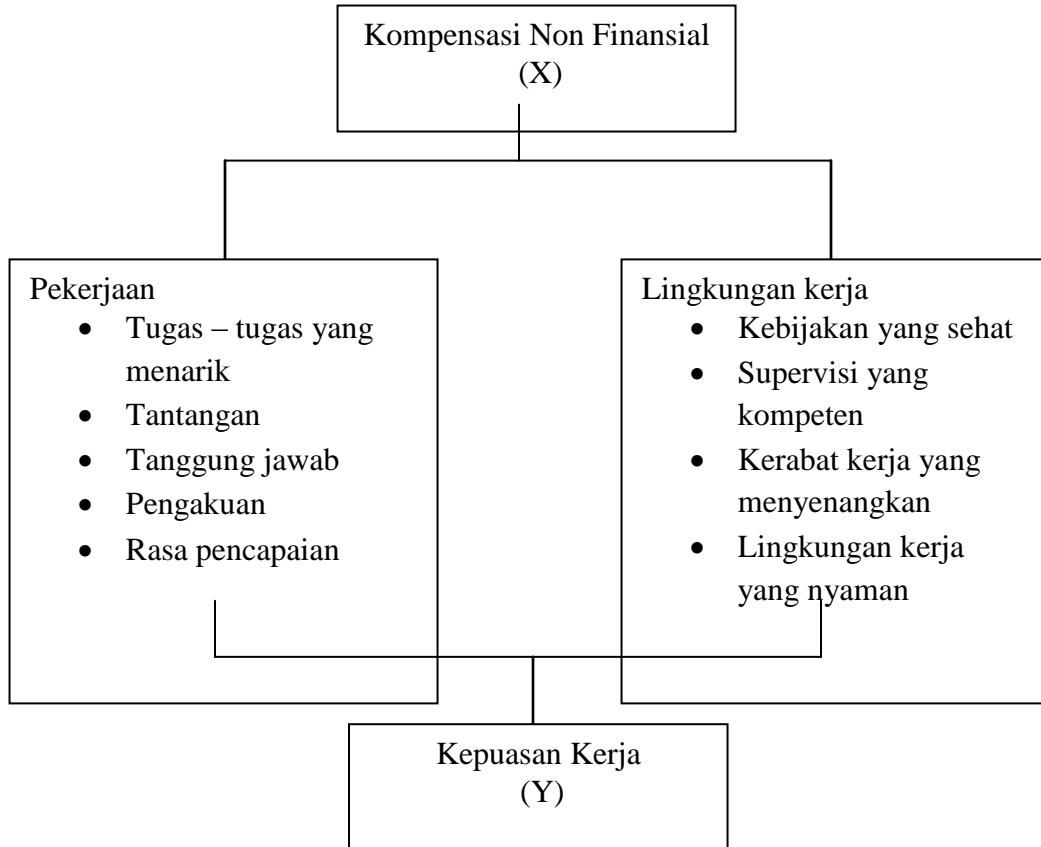 Kompensasi Non Finansial
(X)
Pekerjaan
• Tugas – tugas yang
menarik
• Tantangan
• Tanggung jawab
• Pengakuan
• Rasa pencapaian
Lingkungan kerja
• Kebijakan yang sehat
• Supervisi yang
kompeten
• Kerabat kerja yang
menyenangkan
• Lingkungan kerja
yang nyaman
Kepuasan Kerja
(Y)